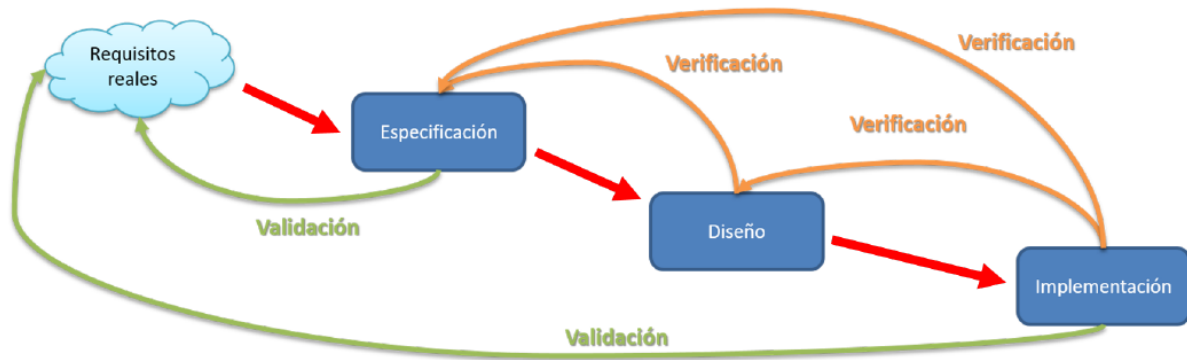 Requisitos
reales
Verificación
Verificación
Especificación
Verificación
Validación
Diseño
Implementación
Validación